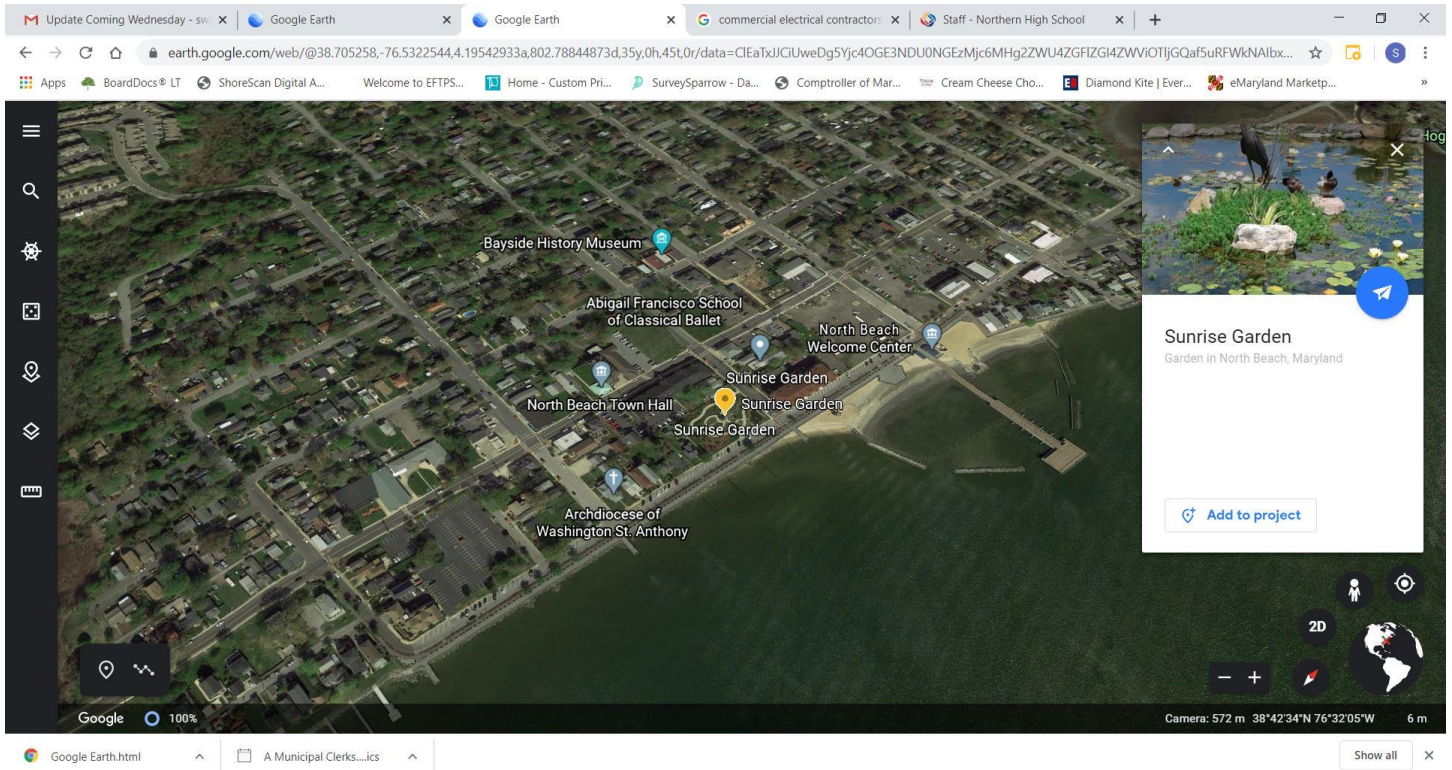 Update Coming Wednesday - sw
Google Earth
Google Earth
commercial electrical contractors
Staff - Northern High School
earth.google.com/web/@38.705258,-76.5322544,4.19542933a,802.78844873d,35y,0h,45t,0r/data=
Apps
BoardDocs® LT
ShoreScan Digital A...
Welcome to EFTPS...
Home - Custom Pri...
SurveySparrow - Da...
Comptroller of Mar...
Cream Cheese Cho...
Diamond Kite | Ever...
eMaryland Marketp...
Hog
Bayside History Museum
Abigail Francisco School
of Classical Ballet
North Beach
Welcome Center
Sunrise Garden
North Beach Town Hall
Sunrise Garden
Sunrise Garden
Archdiocese of
Washington St. Anthony
Sunrise Garden
Garden in North Beach, Maryland
Add to project
2D
Google
100%
Camera: 572 m 38°42'34"N 76°32'05"W
6 m
Google Earth.html
A Municipal Clerks....ics
Show all